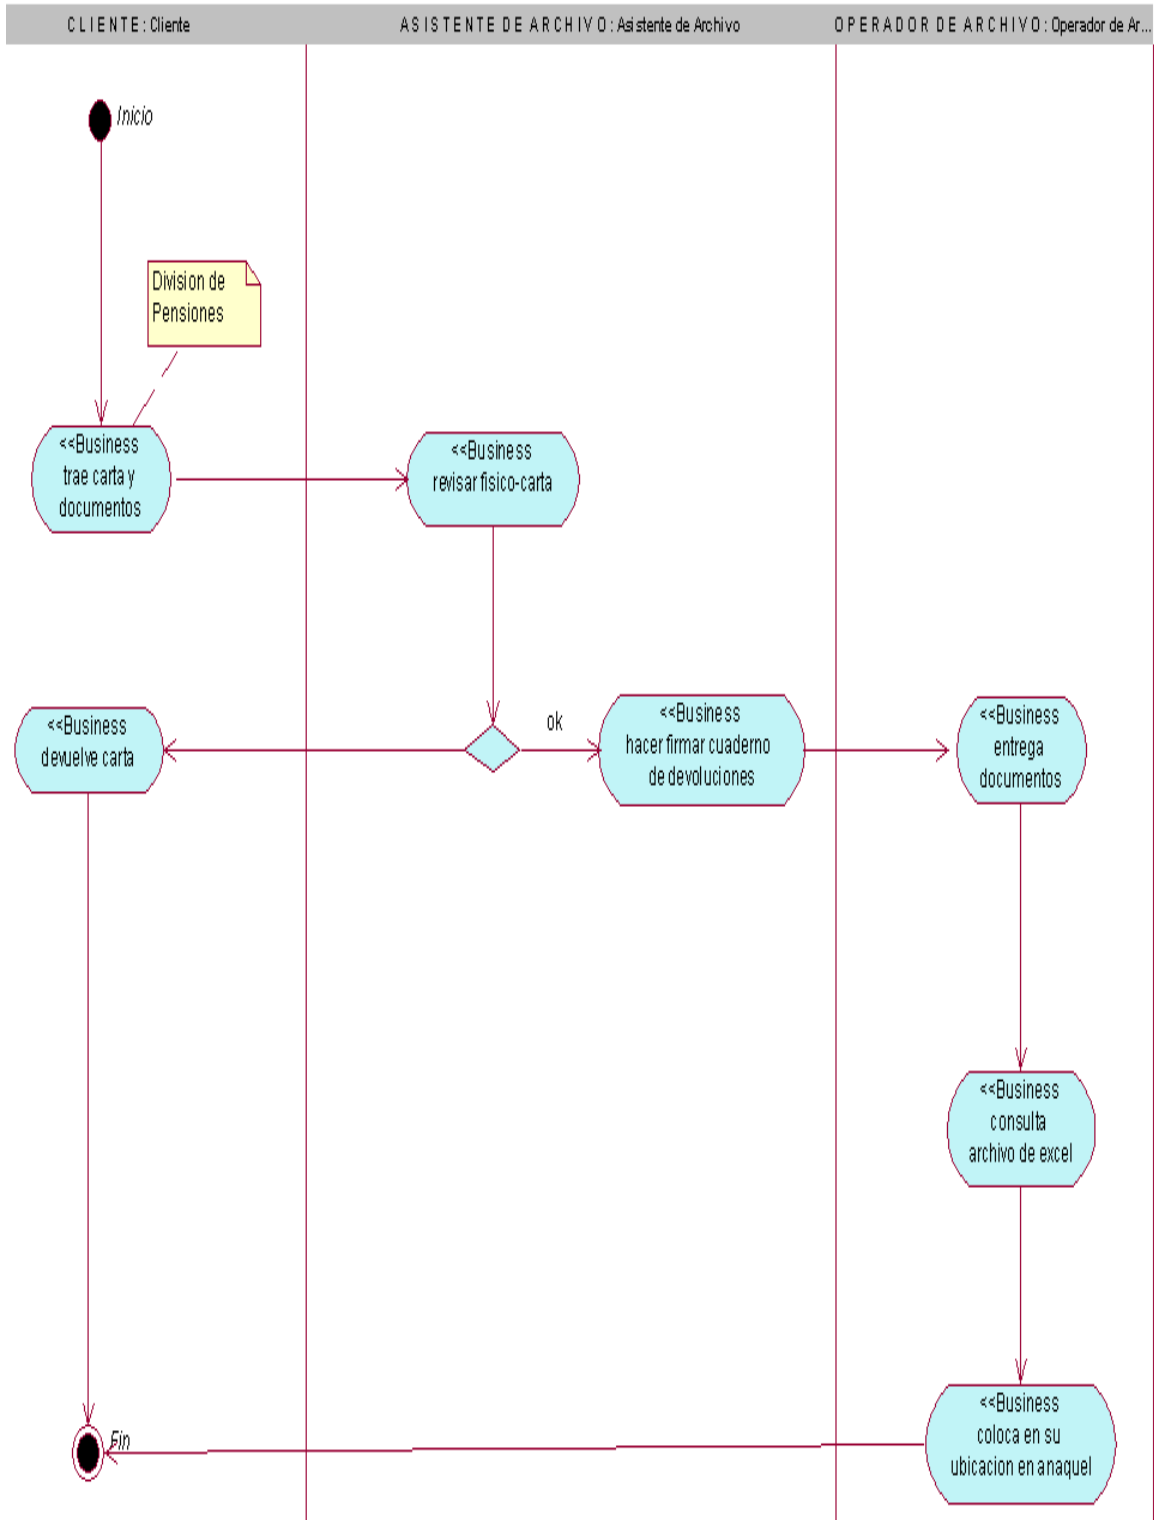 CLIENTE : Cliente
ASISTENTE DE ARCHIVO : Asistente de Archivo
OPERADOR DE ARCHIVO : Operador de Ar...
Inicio
Division de
Pensiones
<<Business
trae carta y
documentos
<<Business
revisar fisico-carta
<<Business
devuelve carta
ok
<<Business
hacer firmar cuaderno
de devoluciones
<<Business
entrega
documentos
<<Business
consulta
archivo de excel
<<Business
coloca en su
ubicacion en anaquel
Fin